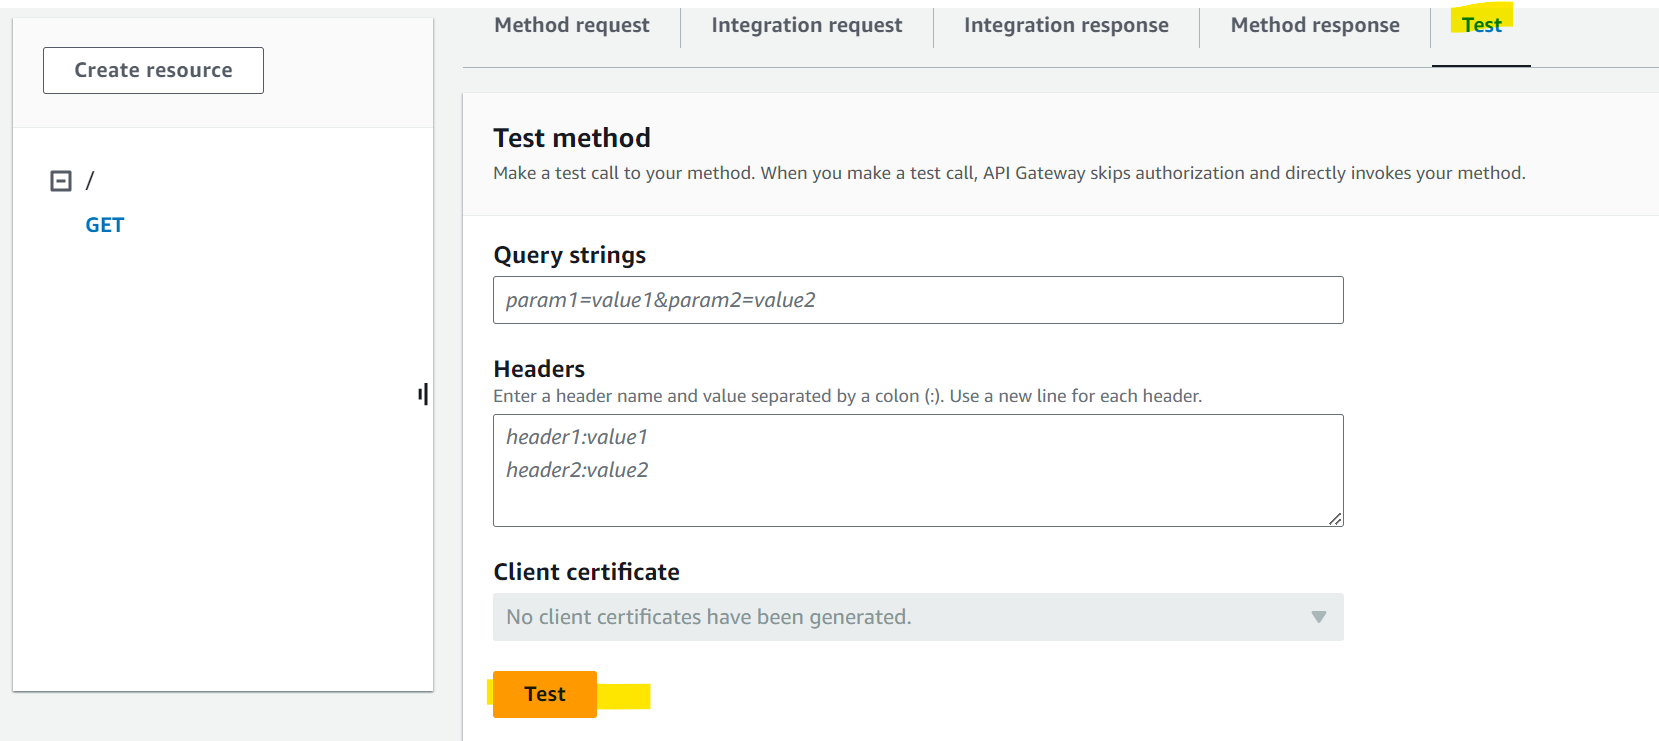 Create resource
/
GET
Method request
Integration request
Integration response
Method response
Test
Test method
Make a test call to your method. When you make a test call, API Gateway skips authorization and directly invokes your method.
Query strings
param1=value1&param2=value2
Headers
Enter a header name and value separated by a colon (:). Use a new line for each header.
header1:value1
header2:value2
Client certificate
No client certificates have been generated.
Test